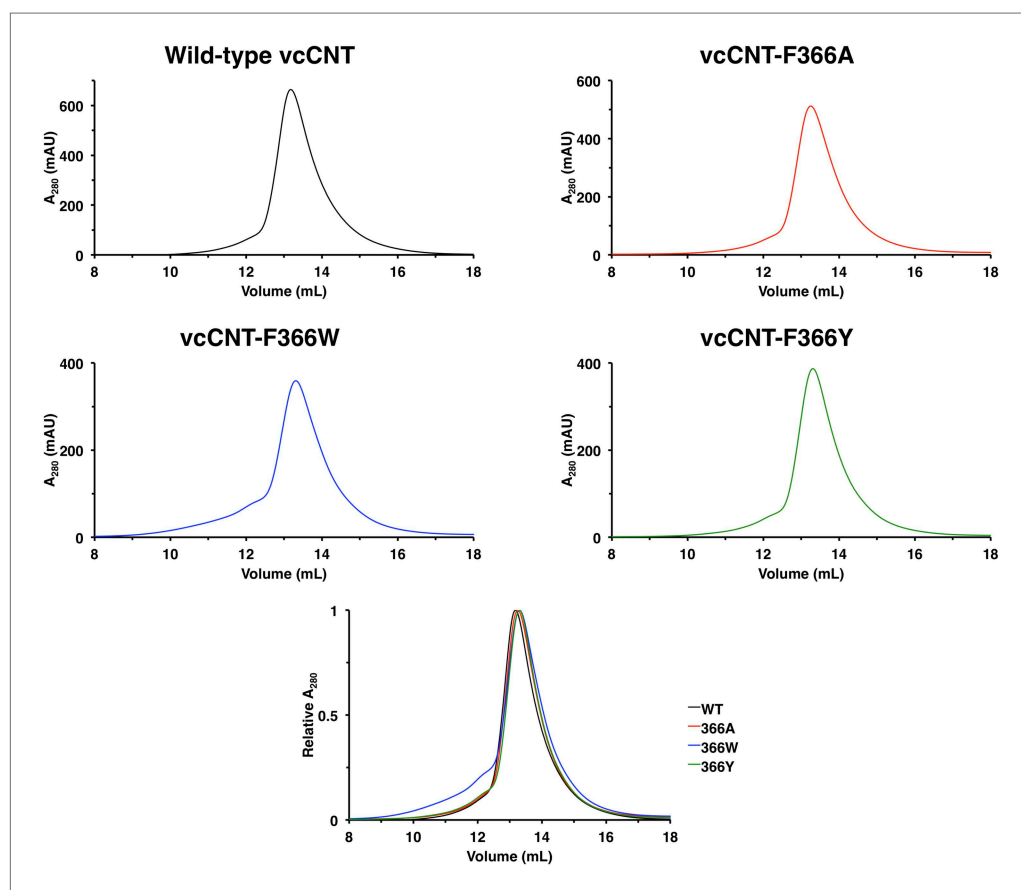 Wild-type vcCNT
A280 (mAU)
600
400
200
0
8 10 12 14 16 18
Volume (mL)
vcCNT-F366A
A280 (mAU)
600
400
200
0
8 10 12 14 16 18
Volume (mL)
vcCNT-F366W
A280 (mAU)
400
200
0
8 10 12 14 16 18
Volume (mL)
vcCNT-F366Y
A280 (mAU)
400
200
0
8 10 12 14 16 18
Volume (mL)
Relative A280
1
0.5
0
8 10 12 14 16 18
Volume (mL)
WT
366A
366W
366Y